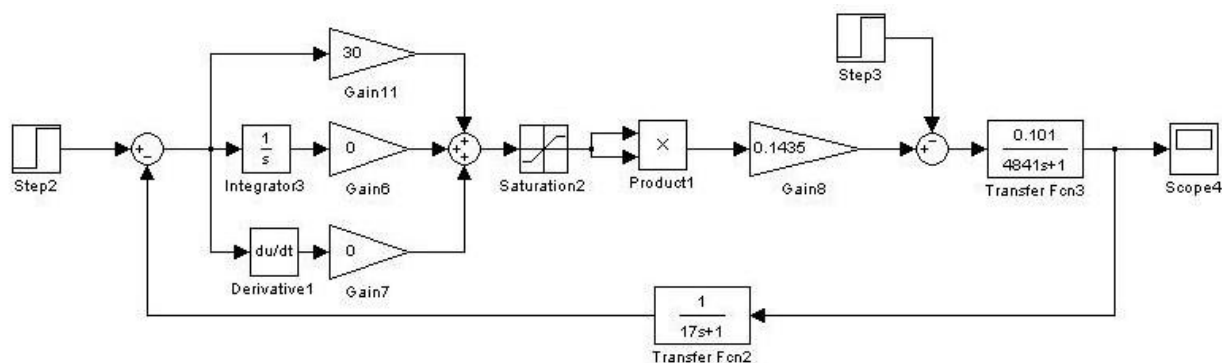 30
Gain11
Step3
+
-
1
s
Integrator3
0
Gain6
+
+
+
Saturation2
×
Product1
0.1435
Gain8
-
+
0.101
4841s+1
Transfer Fcn3
Scope4
Step2
du/dt
Derivative1
0
Gain7
1
17s+1
Transfer Fcn2